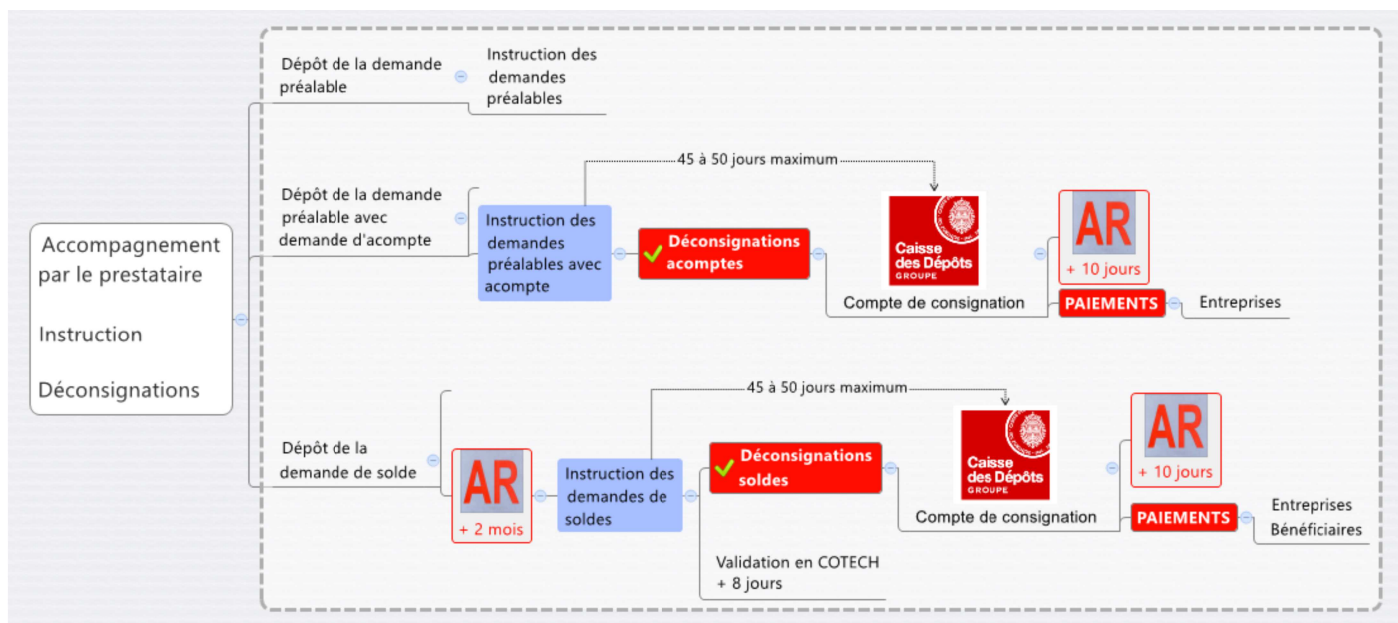 Accompagnement
par le prestataire
Instruction
Déconsignations
Dépôt de la demande
préalable
Instruction des
demandes
préalables
45 à 50 jours maximum
Dépôt de la demande
préalable avec
demande d'acompte
Instruction des
demandes
préalables avec
acompte
Déconsignations
acomptes
Caisse
des Dépôts
GROUPE
Compte de consignation
AR
+ 10 jours
PAIEMENTS
Entreprises
45 à 50 jours maximum
Dépôt de la
demande de solde
AR
+ 2 mois
Instruction des
demandes de
soldes
Déconsignations
soldes
Validation en COTECH
+ 8 jours
Caisse
des Dépôts
GROUPE
Compte de consignation
AR
+ 10 jours
PAIEMENTS
Entreprises
Bénéficiaires